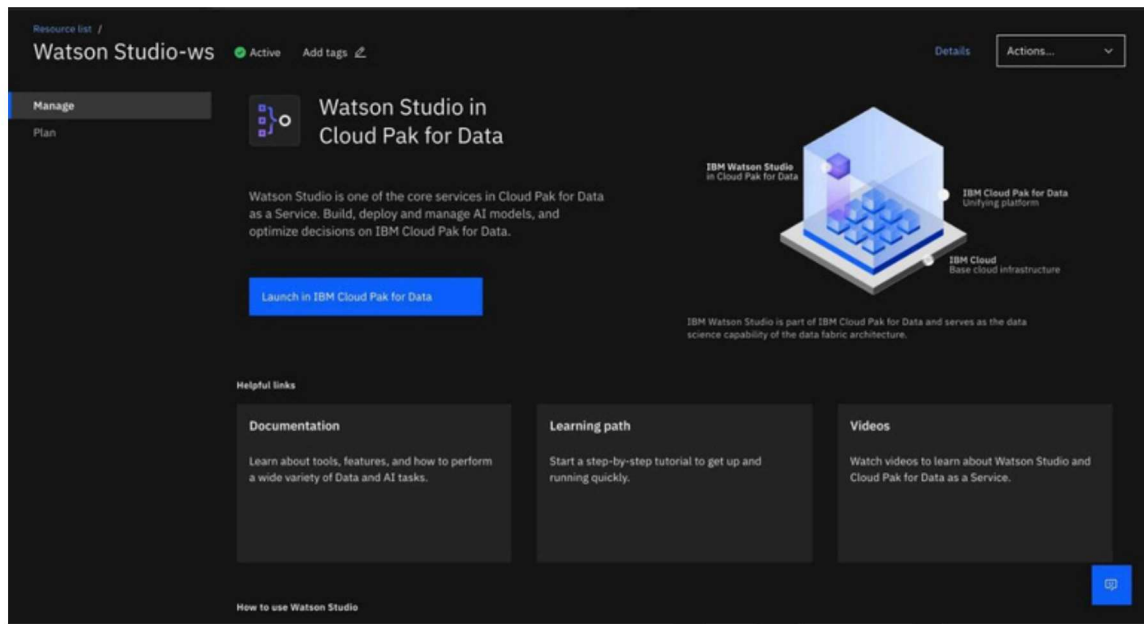 Resource list /
Watson Studio-ws
Active
Add tags
Details
Actions...
Manage
Plan
Watson Studio in
Cloud Pak for Data
Watson Studio is one of the core services in Cloud Pak for Data
as a Service. Build, deploy and manage AI models, and
optimize decisions on IBM Cloud Pak for Data.
Launch in IBM Cloud Pak for Data
IBM Watson Studio
in Cloud Pak for Data
IBM Cloud Pak for Data
Unifying platform
IBM Cloud
Base cloud infrastructure
IBM Watson Studio is part of IBM Cloud Pak for Data and serves as the data
science capability of the data fabric architecture.
Helpful links
Documentation
Learn about tools, features, and how to perform
a wide variety of Data and AI tasks.
Learning path
Start a step-by-step tutorial to get up and
running quickly.
Videos
Watch videos to learn about Watson Studio and
Cloud Pak for Data as a Service.
How to use Watson Studio